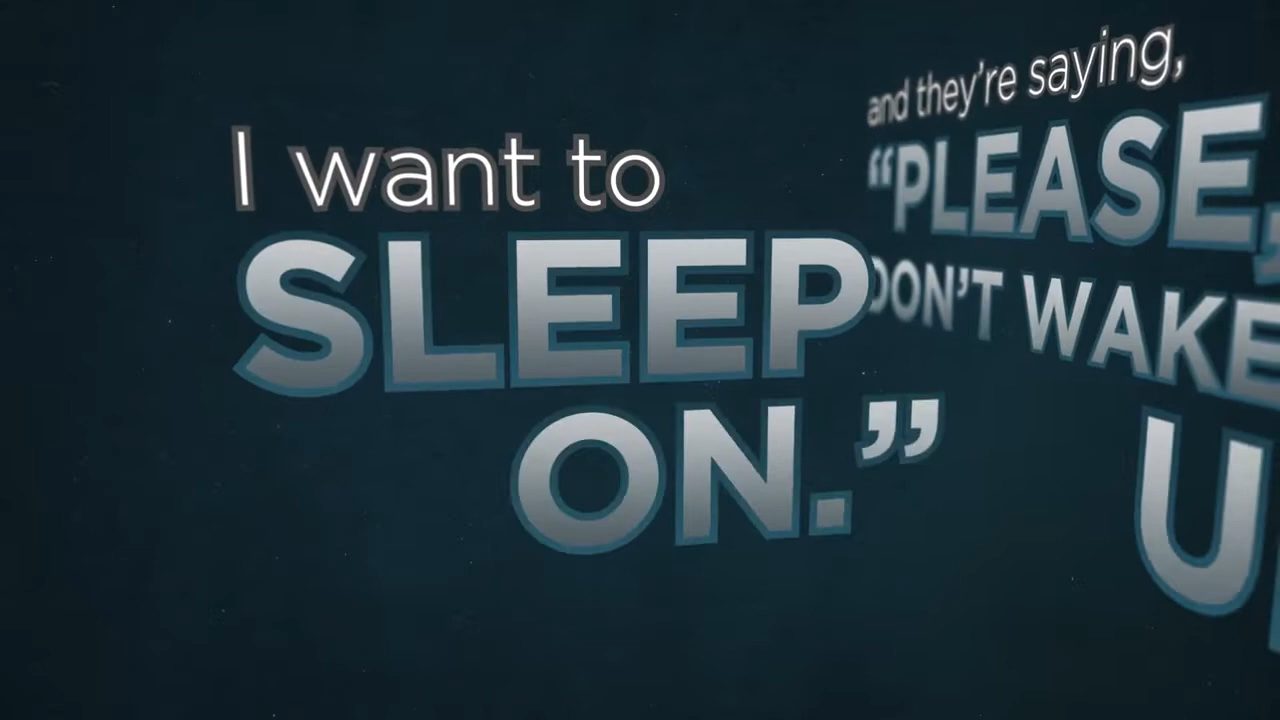 and they're saying,
“PLEASE,
DON'T WAKE
I want to
SLEEP
ON.”